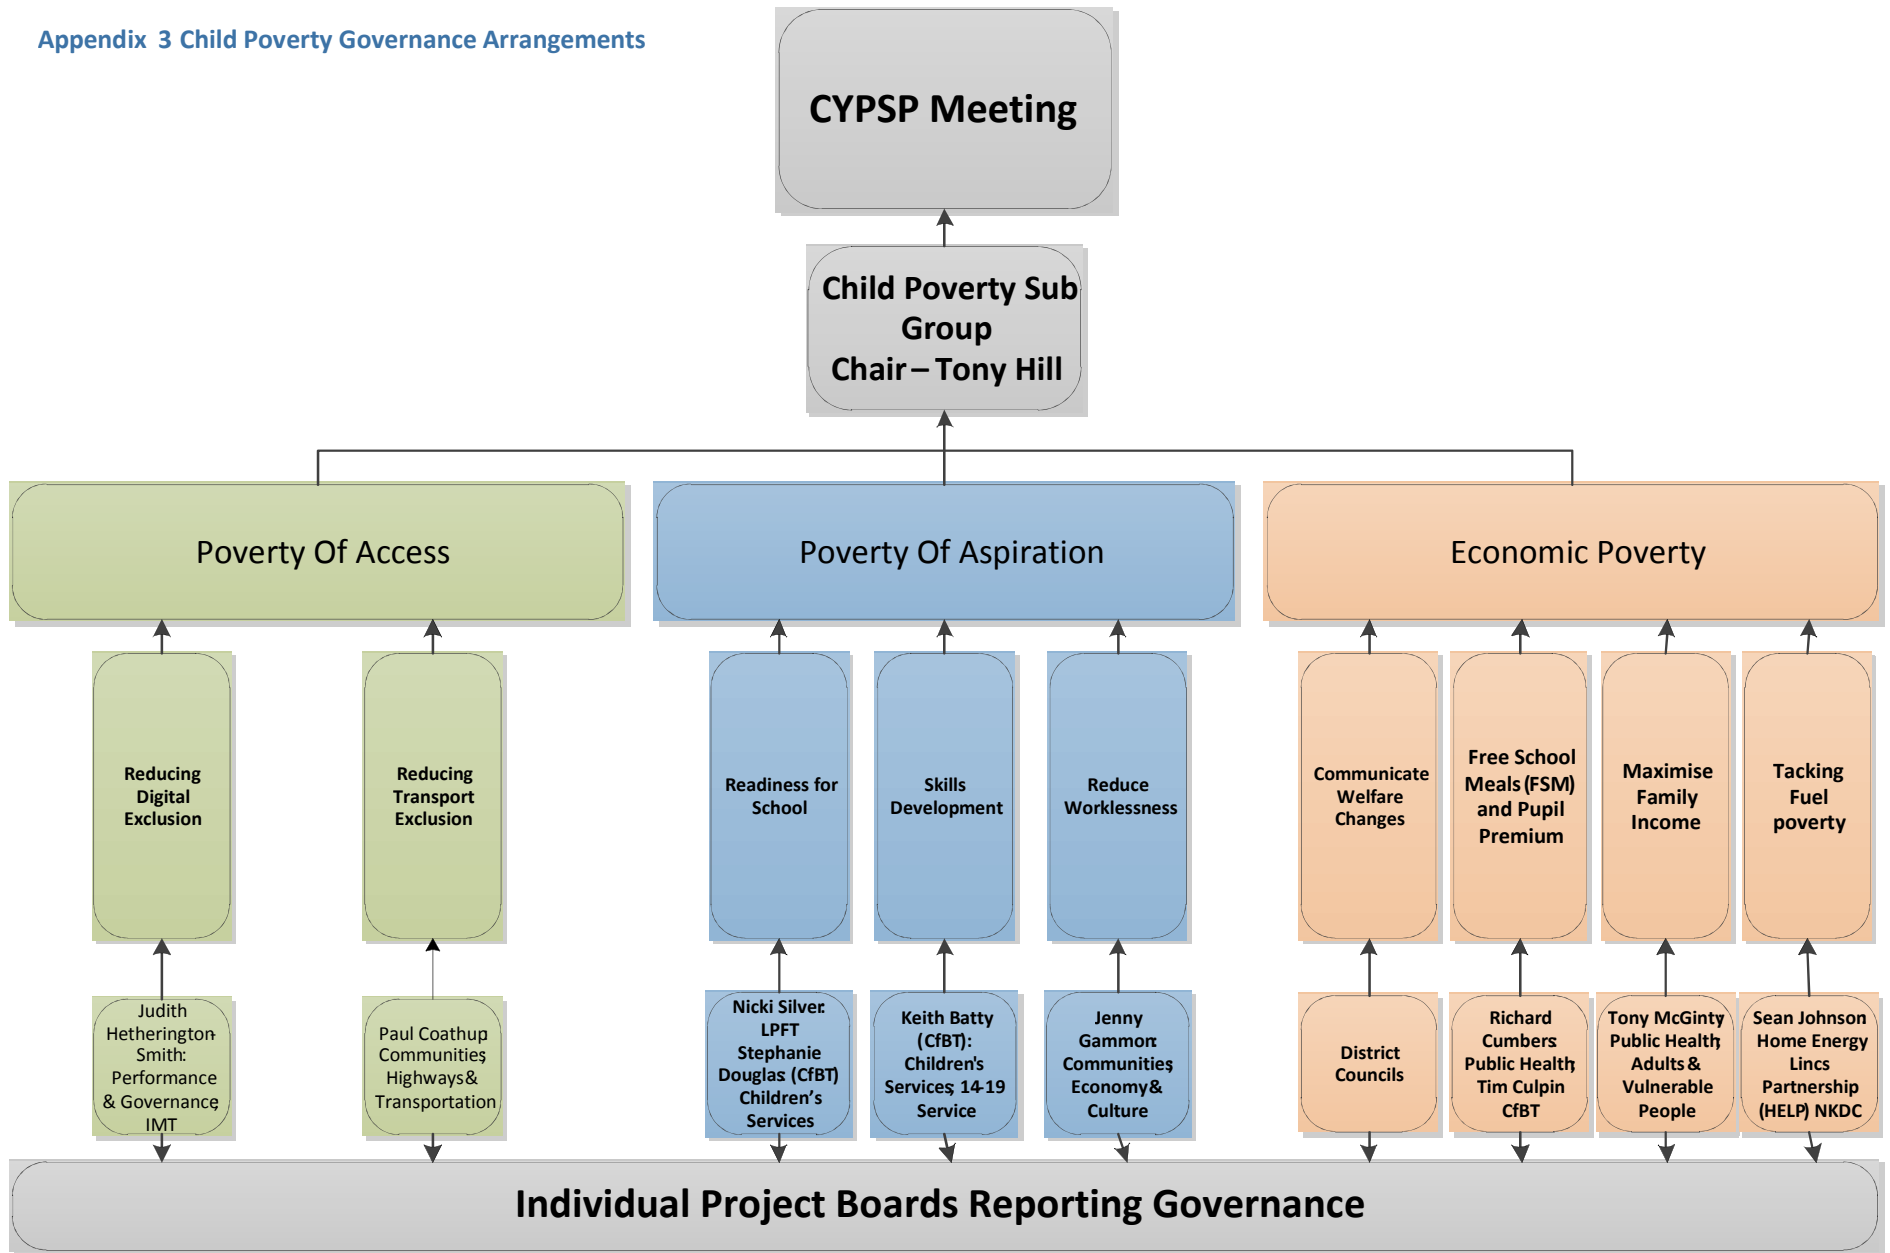 Appendix 3 Child Poverty Governance Arrangements
CYPSP Meeting
Child Poverty Sub
Group
Chair – Tony Hill
Poverty Of Access
Poverty Of Aspiration
Economic Poverty
Reducing
Digital
Exclusion
Reducing
Transport
Exclusion
Readiness for
School
Skills
Development
Reduce
Worklessness
Communicate
Welfare
Changes
Free School
Meals (FSM)
and Pupil
Premium
Maximise
Family
Income
Tacking
Fuel
poverty
Judith
Hetherington-
Smith:
Performance
& Governance,
IMT
Paul Coathup:
Communities,
Highways &
Transportation
Nicki Silver:
LPFT
Stephanie
Douglas: (CfBT)
Children's
Services
Keith Batty
(CfBT):
Children's
Services, 14-19
Service
Jenny
Gammon:
Communities,
Economy &
Culture
District
Councils
Richard
Cumbers:
Public Health,
Tim Culpin
CfBT
Tony McGinty:
Public Health,
Adults &
Vulnerable
People
Sean Johnson:
Home Energy
Lincs
Partnership
(HELP) NKDC
Individual Project Boards Reporting Governance